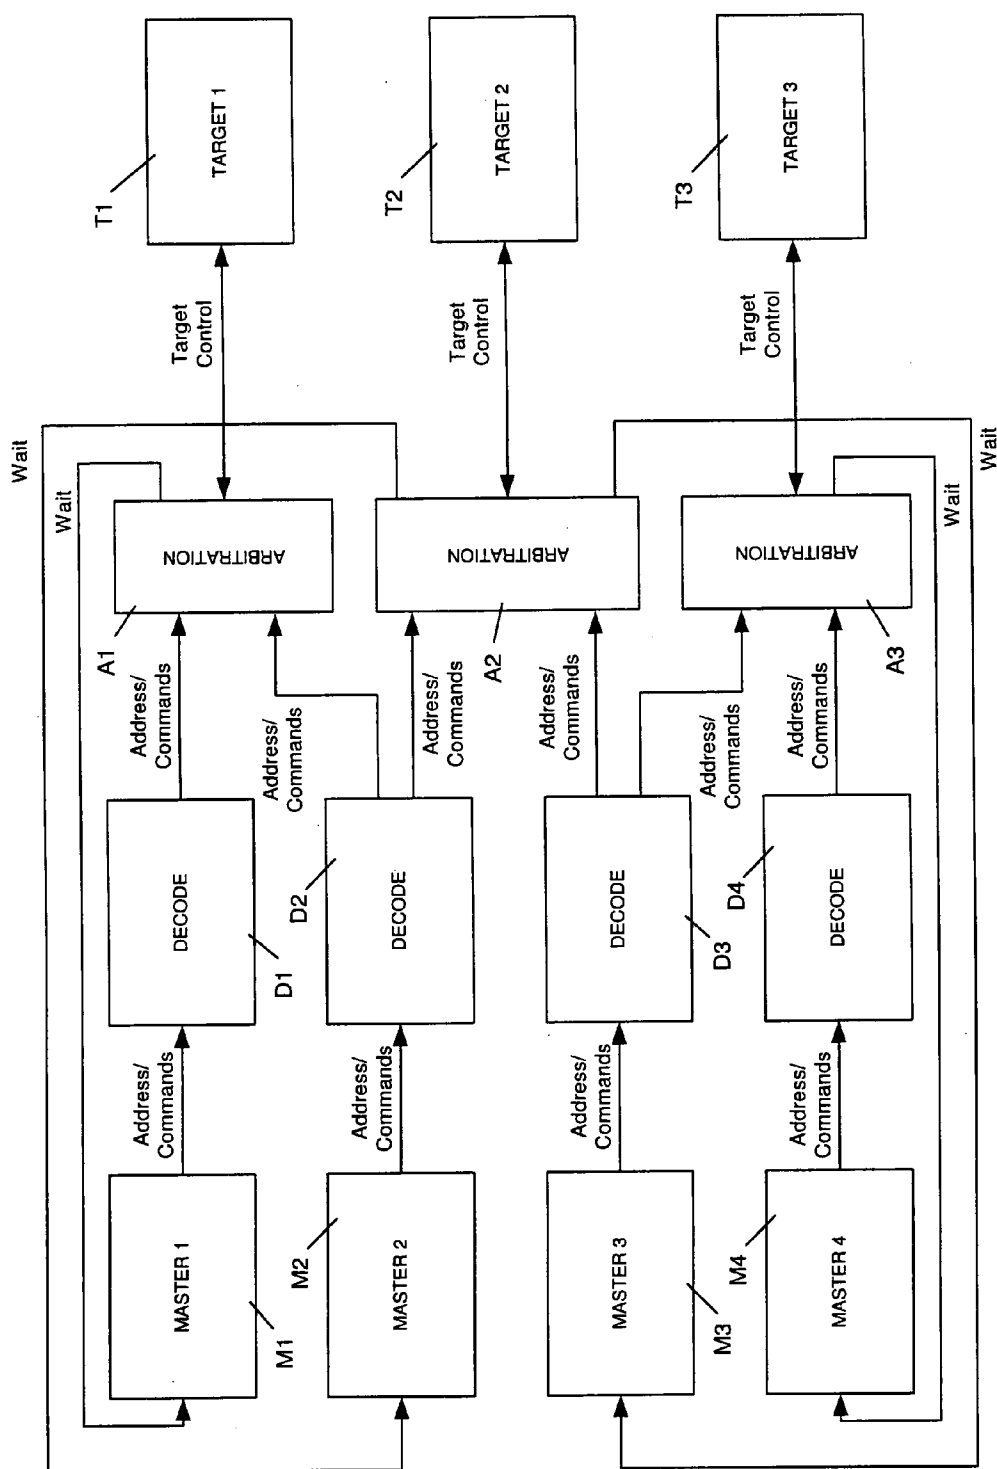 Wait
Wait
MASTER 1
M1
Address/
Commands
DECODE
D1
Address/
Commands
A1
ARBITRATION
Target
Control
T1
TARGET 1
MASTER 2
M2
Address/
Commands
DECODE
D2
Address/
Commands
Address/
Commands
A2
ARBITRATION
Target
Control
T2
TARGET 2
MASTER 3
M3
Address/
Commands
DECODE
D3
Address/
Commands
Address/
Commands
MASTER 4
M4
Address/
Commands
DECODE
D4
Address/
Commands
A3
ARBITRATION
Target
Control
T3
TARGET 3
Wait
Wait